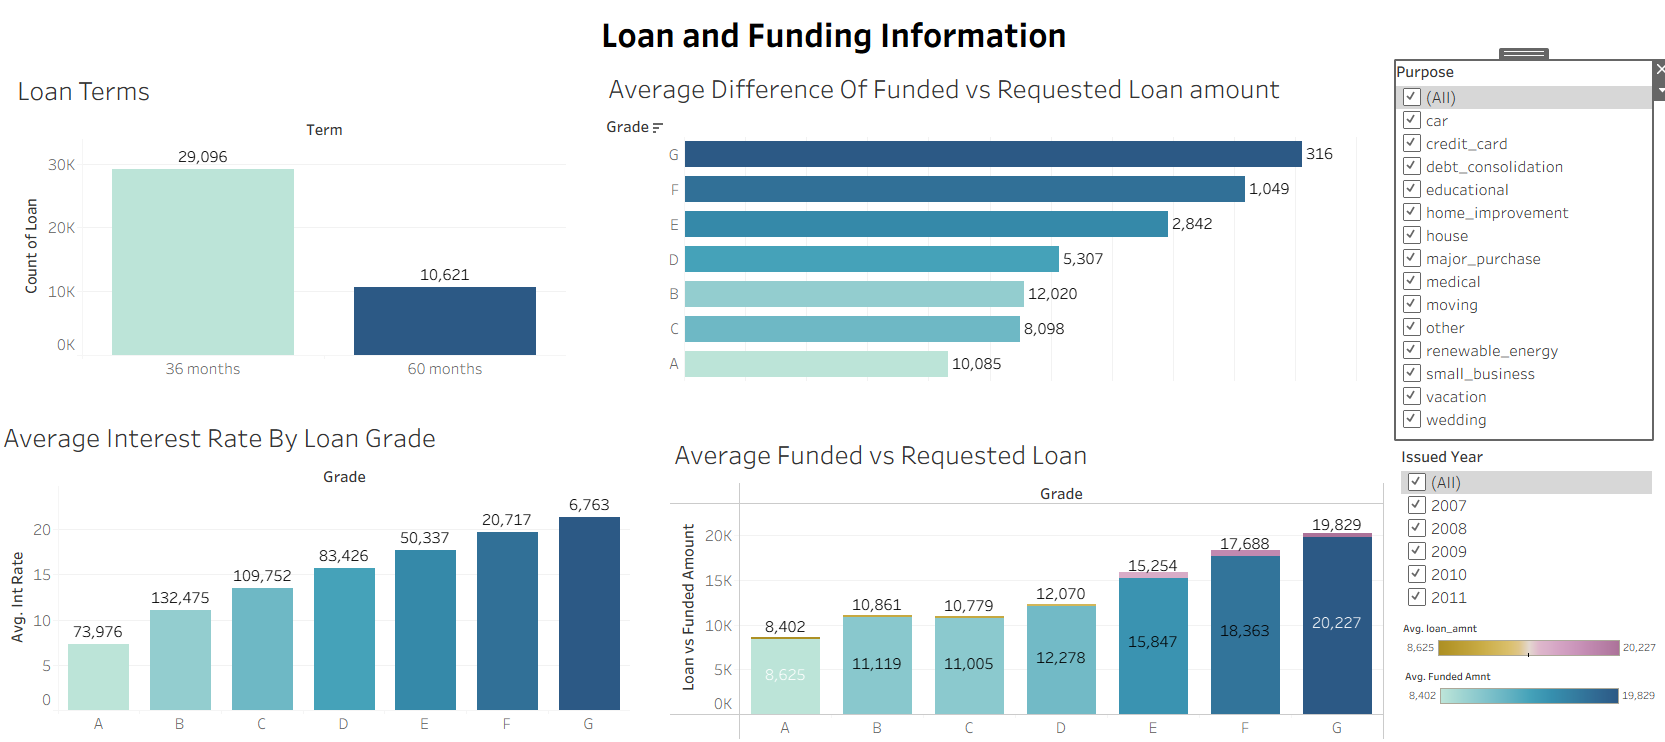 Loan and Funding Information
Loan Terms
Term
Count of Loan
30K
20K
10K
0K
29,096
10,621
36 months
60 months
Average Difference Of Funded vs Requested Loan amount
Grade
G 316
F 1,049
E 2,842
D 5,307
B 12,020
C 8,098
A 10,085
Average Interest Rate By Loan Grade
Grade
Avg. Int Rate
20
15
10
5
0
73,976
132,475
109,752
83,426
50,337
20,717
6,763
A B C D E F G
Average Funded vs Requested Loan
Grade
Loan vs Funded Amount
20K
15K
10K
5K
0K
8,402 10,861 10,779 12,070 15,254 17,688 19,829
8,625 11,119 11,005 12,278 15,847 18,363 20,227
A B C D E F G
Purpose
(All)
car
credit_card
debt_consolidation
educational
home_improvement
house
major_purchase
medical
moving
other
renewable_energy
small_business
vacation
wedding
Issued Year
(All)
2007
2008
2009
2010
2011
Avg. loan_amnt
8,625 20,227
Avg. Funded Amnt
8,402 19,829